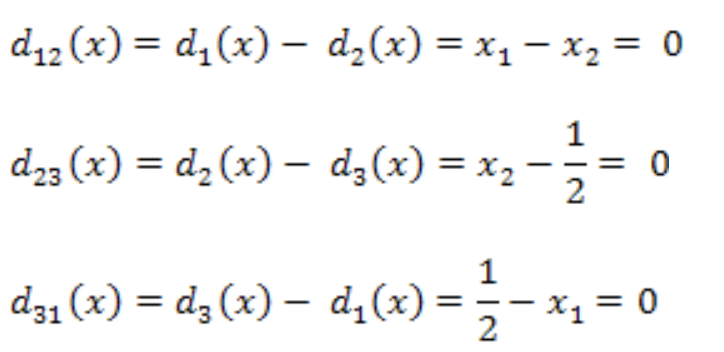 d₁₂(x) = d₁(x) − d₂(x) = x₁ − x₂ = 0
d₂₃(x) = d₂(x) − d₃(x) = x₂ − 1/2 = 0
d₃₁(x) = d₃(x) − d₁(x) = 1/2 − x₁ = 0